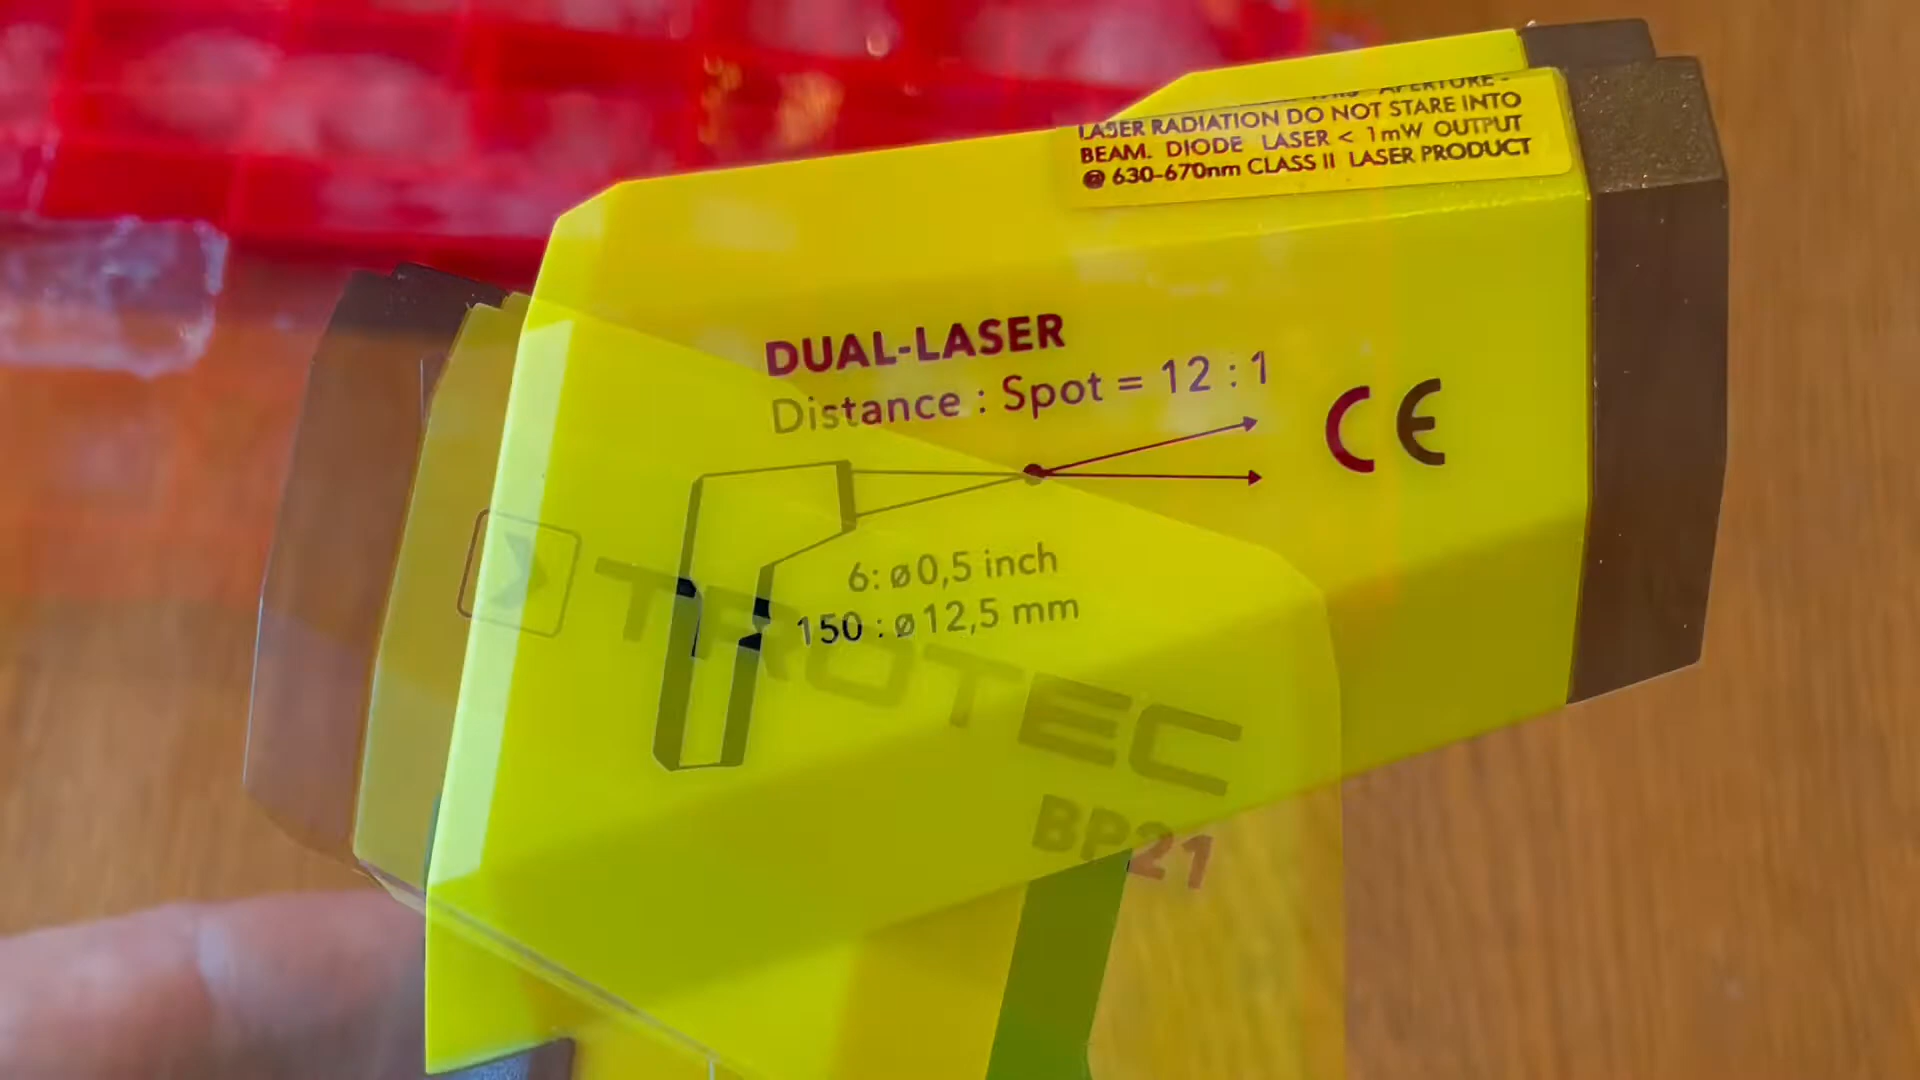 APERTURE -
LASER RADIATION DO NOT STARE INTO
BEAM. DIODE LASER < 1mW OUTPUT
@ 630-670nm CLASS II LASER PRODUCT
DUAL-LASER
Distance : Spot = 12 : 1
CE
6: ø0,5 inch
150 : ø12,5 mm
TROTEC
BP21